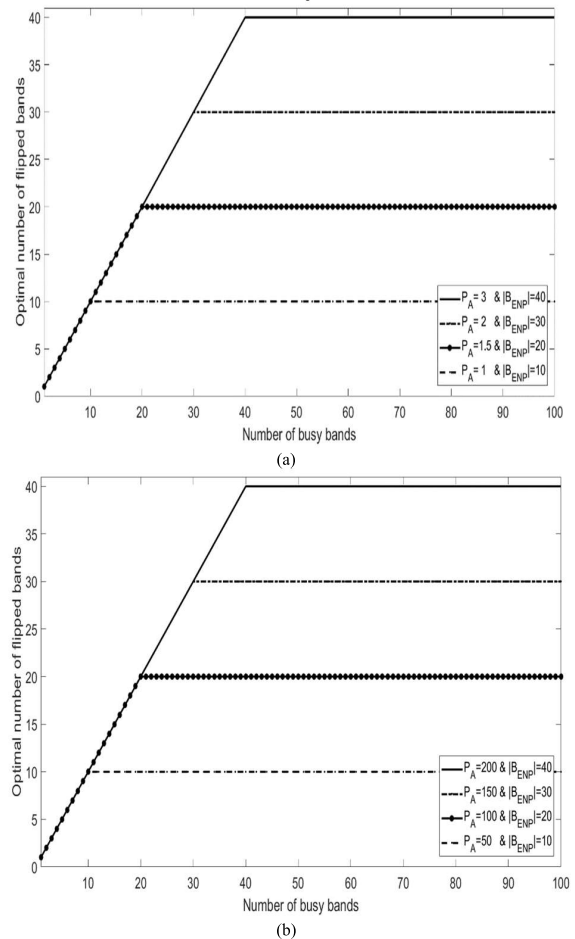 40
35
30
25
20
15
10
5
0
Optimal number of flipped bands
P_A= 3 & |B_ENP|=40
P_A= 2 & |B_ENP|=30
P_A=1.5 & |B_ENP|=20
P_A= 1 & |B_ENP|=10
10 20 30 40 50 60 70 80 90 100
Number of busy bands
(a)
40
35
30
25
20
15
10
5
0
Optimal number of flipped bands
P_A=200 & |B_ENP|=40
P_A=150 & |B_ENP|=30
P_A=100 & |B_ENP|=20
P_A=50 & |B_ENP|=10
10 20 30 40 50 60 70 80 90 100
Number of busy bands
(b)